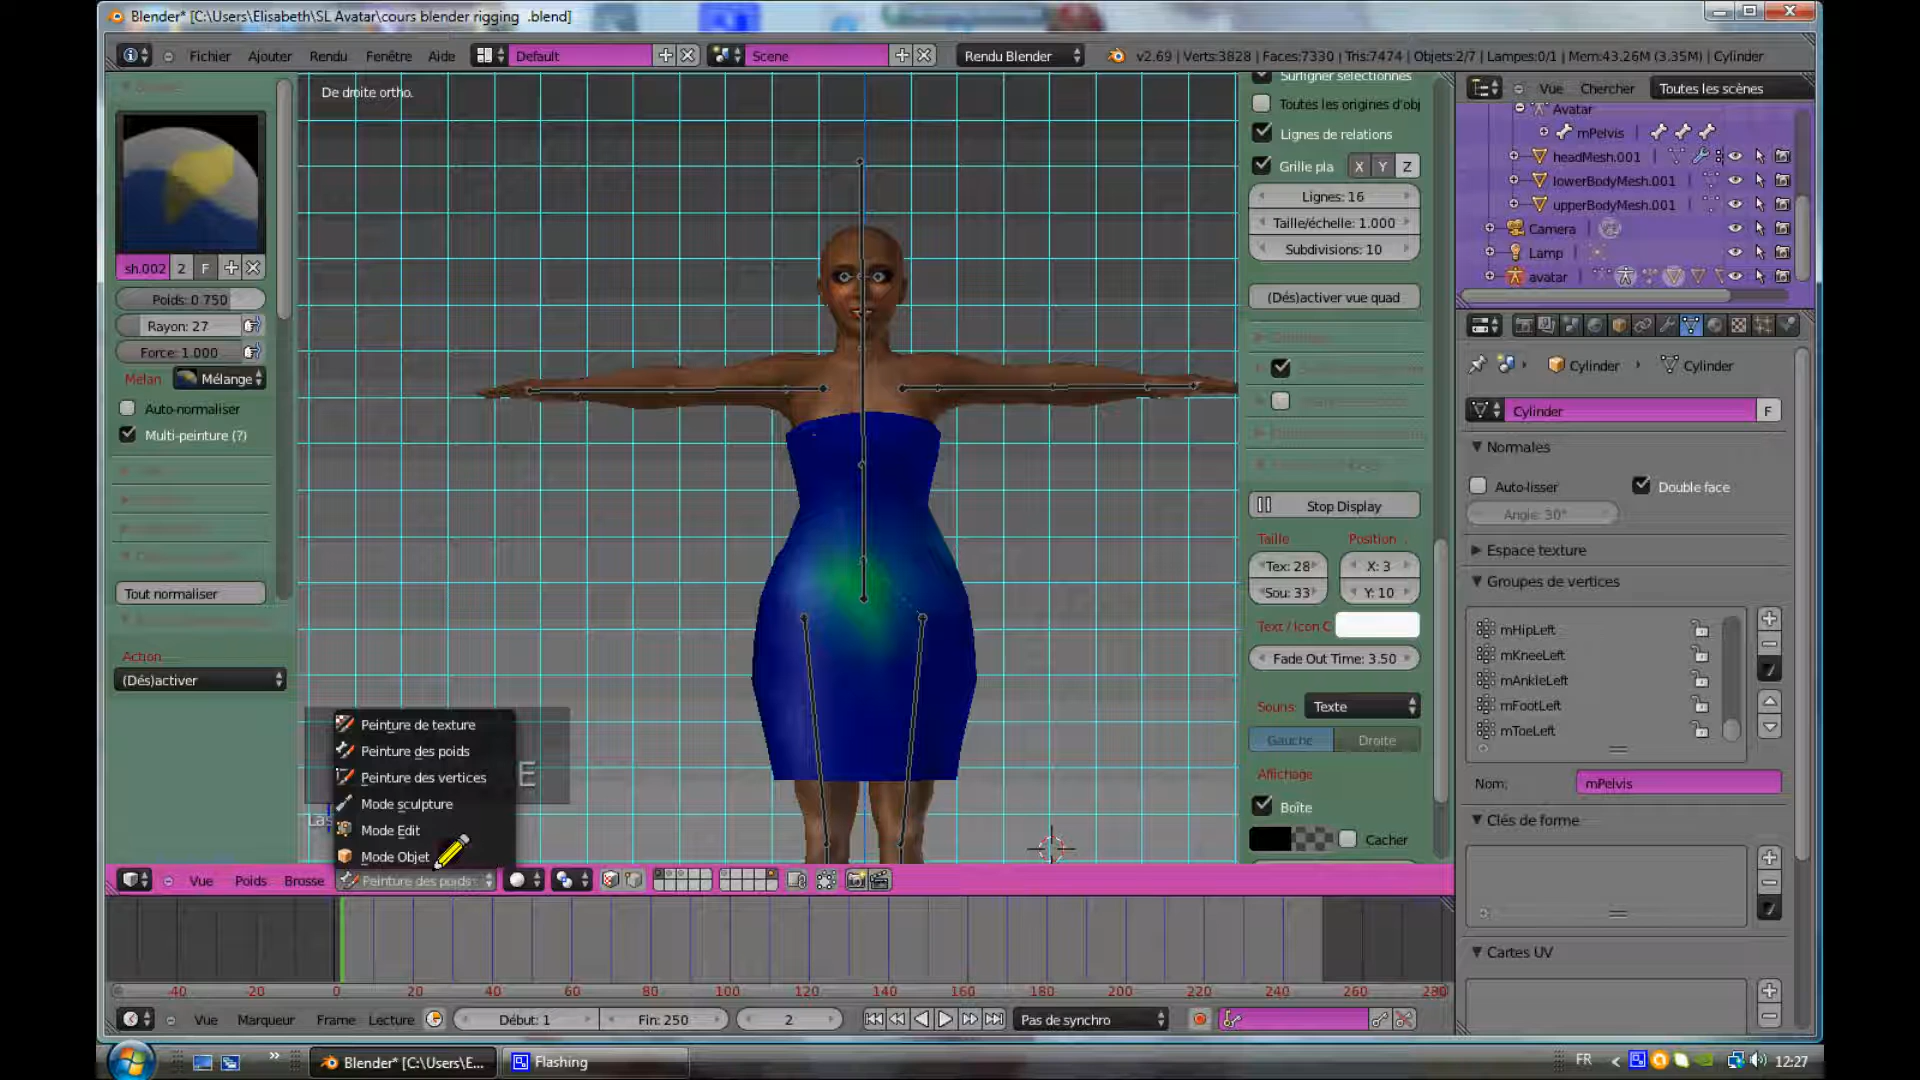 Blender* [C:\Users\Elisabeth\SL Avatar\cours blender rigging .blend]
Fichier Ajouter Rendu Fenêtre Aide Default Scene Rendu Blender v2.69 | Verts:3828 | Faces:7330 | Tris:7474 | Objets:2/7 | Lampes:0/1 | Mem:43.26M (3.35M) | Cylinder
De droite ortho.
sh.002 2 F
Poids: 0.750
Rayon: 27
Force: 1.000
Mélan Mélange
Auto-normaliser
Multi-peinture (?)
Tout normaliser
Action
(Dés)activer
Peinture de texture
Peinture des poids
Peinture des vertices
E
Mode sculpture
Mode Edit
Mode Objet
Las
Vue Poids Brosse Peinture des poids
Surligner sélectionnés
Toutes les origines d'obj
Lignes de relations
Grille pla X Y Z
Lignes: 16
Taille/échelle: 1.000
Subdivisions: 10
(Dés)activer vue quad
Stop Display
Taille Position
Tex: 28 X: 3
Sou: 33 Y: 10
Text / Icon C
Fade Out Time: 3.50
Souris: Texte
Gauche Droite
Affichage
Boîte
Cacher
Vue Chercher Toutes les scènes
Avatar
mPelvis
headMesh.001
lowerBodyMesh.001
upperBodyMesh.001
Camera
Lamp
avatar
Cylinder Cylinder
Cylinder F
Normales
Auto-lisser Double face
Angle: 30°
Espace texture
Groupes de vertices
mHipLeft
mKneeLeft
mAnkleLeft
mFootLeft
mToeLeft
Nom: mPelvis
Clés de forme
Cartes UV
-40 -20 0 20 40 60 80 100 120 140 160 180 200 220 240 260 280
Vue Marqueur Frame Lecture Début: 1 Fin: 250 2 Pas de synchro
Blender* [C:\Users\E... Flashing FR 12:27